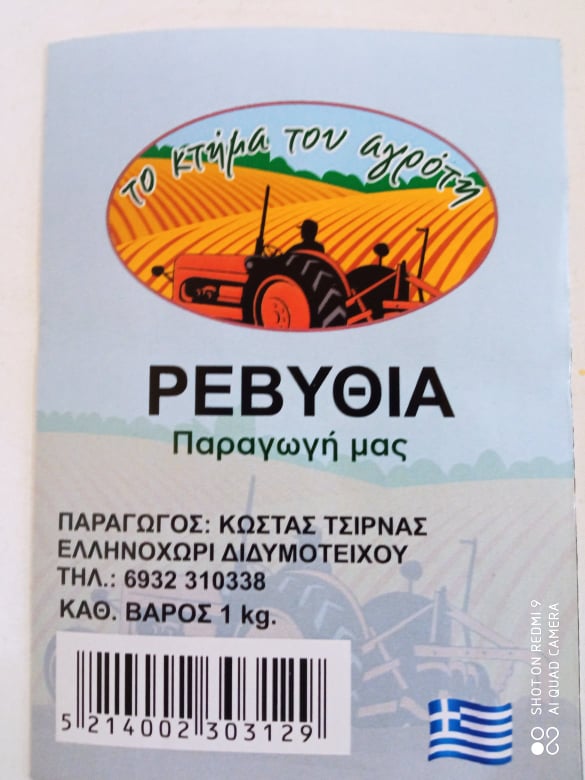 το κτήμα του αγρότη
ΡΕΒΥΘΙΑ
Παραγωγή μας
ΠΑΡΑΓΩΓΟΣ: ΚΩΣΤΑΣ ΤΣΙΡΝΑΣ
ΕΛΛΗΝΟΧΩΡΙ ΔΙΔΥΜΟΤΕΙΧΟΥ
ΤΗΛ.: 6932 310338
ΚΑΘ. ΒΑΡΟΣ 1 kg.
5 214002 303129
SHOT ON REDMI 9
AI QUAD CAMERA